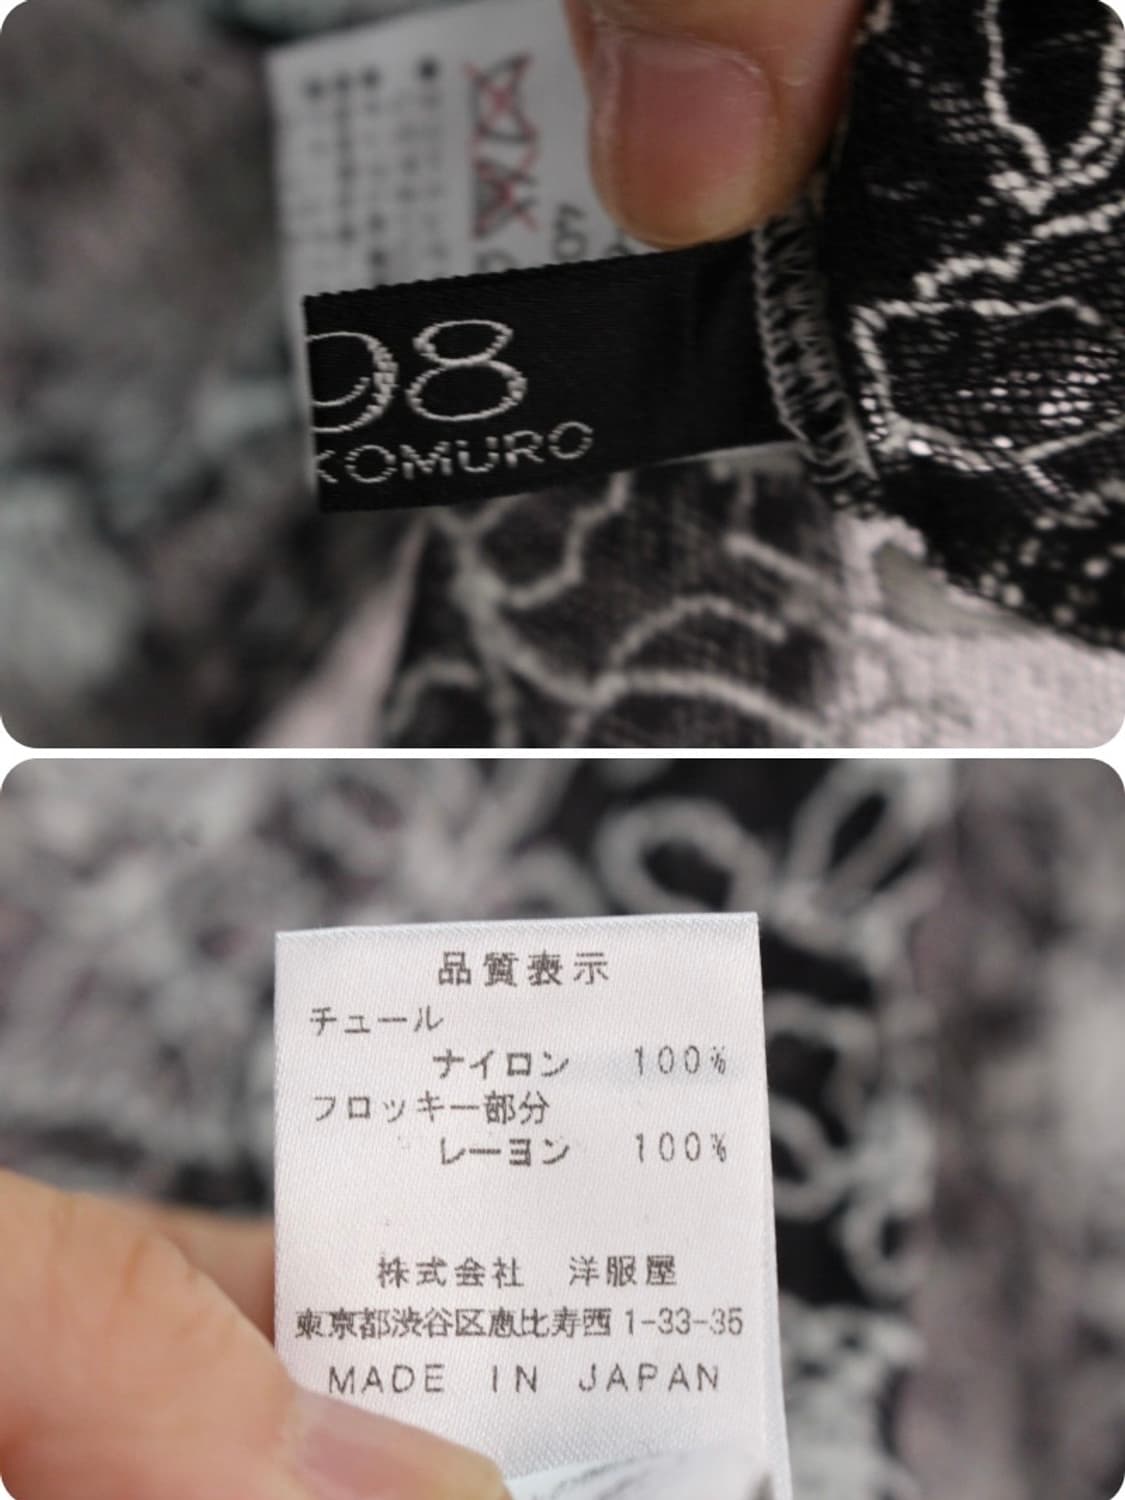 98
KOMURO
品質表示
チュール
ナイロン 100%
フロッキー部分
レーヨン 100%
株式会社 洋服屋
東京都渋谷区恵比寿西1-33-35
MADE IN JAPAN